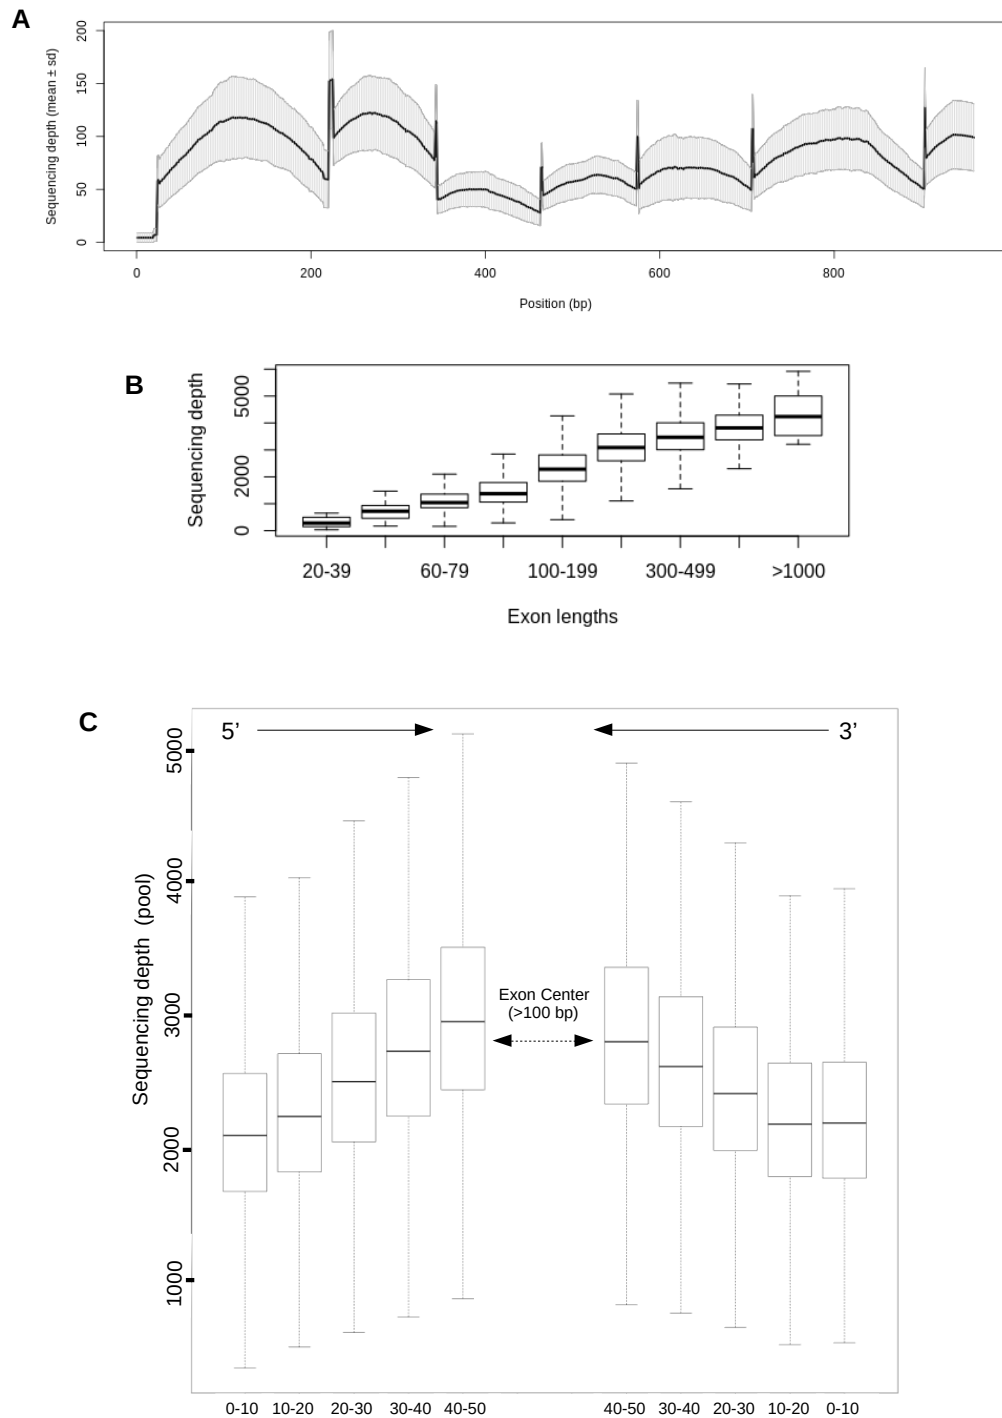 A
Sequencing depth (mean ± sd)
200
150
100
50
0
0 200 400 600 800
Position (bp)
B
Sequencing depth
5000
2000
0
20-39 60-79 100-199 300-499 >1000
Exon lengths
C
5’ 3’
Sequencing depth (pool)
5000
4000
3000
2000
1000
Exon Center
(>100 bp)
0-10 10-20 20-30 30-40 40-50 40-50 30-40 20-30 10-20 0-10